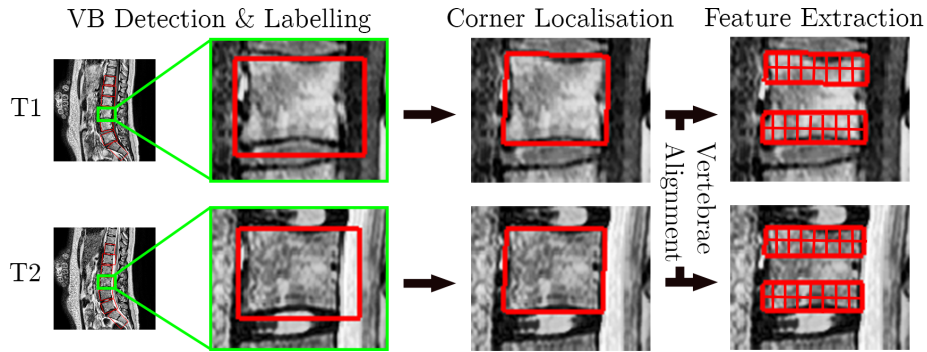 VB Detection & Labelling
Corner Localisation
Feature Extraction
T1
T2
Vertebrae
Alignment